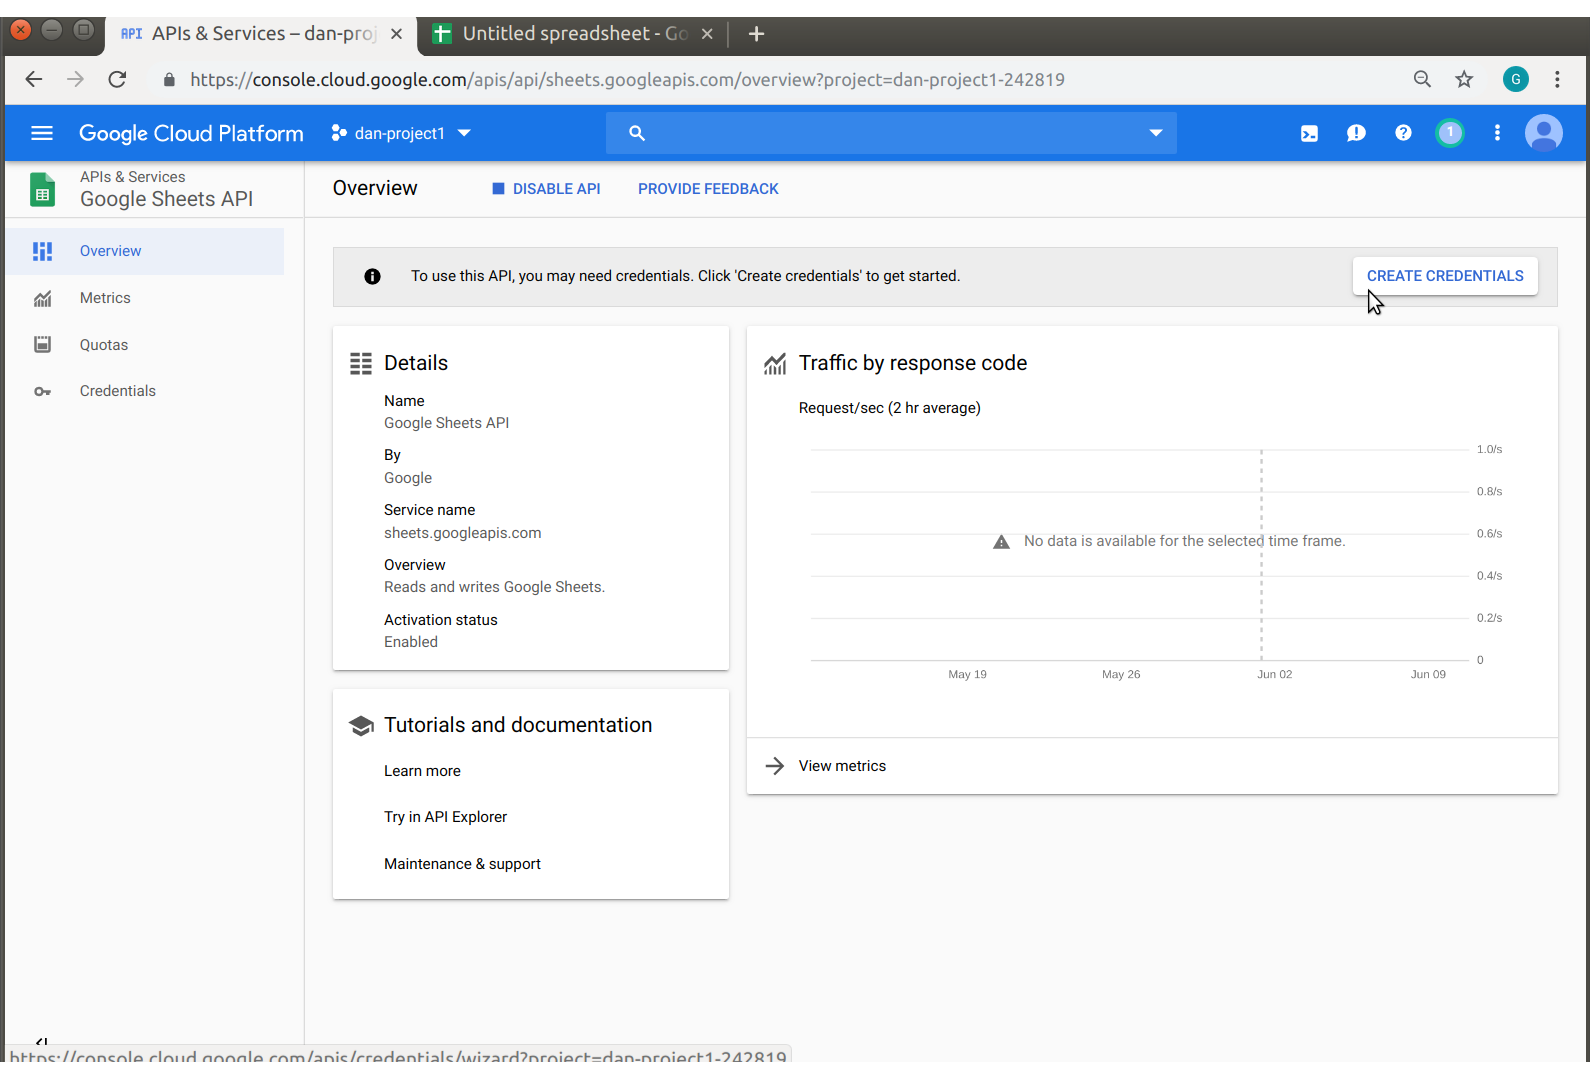 API APIs & Services – dan-proj
Untitled spreadsheet - Go
https://console.cloud.google.com/apis/api/sheets.googleapis.com/overview?project=dan-project1-242819
G
Google Cloud Platform
dan-project1
1
APIs & Services
Google Sheets API
Overview
DISABLE API
PROVIDE FEEDBACK
Overview
Metrics
Quotas
Credentials
To use this API, you may need credentials. Click 'Create credentials' to get started.
CREATE CREDENTIALS
Details
Name
Google Sheets API
By
Google
Service name
sheets.googleapis.com
Overview
Reads and writes Google Sheets.
Activation status
Enabled
Traffic by response code
Request/sec (2 hr average)
1.0/s
0.8/s
0.6/s
No data is available for the selected time frame.
0.4/s
0.2/s
0
May 19
May 26
Jun 02
Jun 09
View metrics
Tutorials and documentation
Learn more
Try in API Explorer
Maintenance & support
https://console.cloud.google.com/apis/credentials/wizard?project=dan-project1-242819